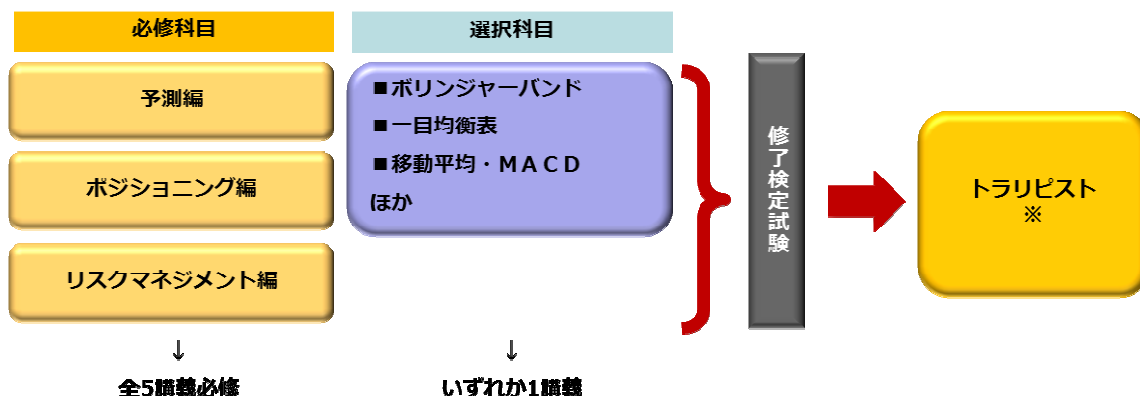 必修科目
予測編
ポジショニング編
リスクマネジメント編
↓
全5講義必修
選択科目
■ボリンジャーバンド
■一目均衡表
■移動平均・ＭＡＣＤ
ほか
↓
いずれか1講義
修了検定試験
トラリピスト
※